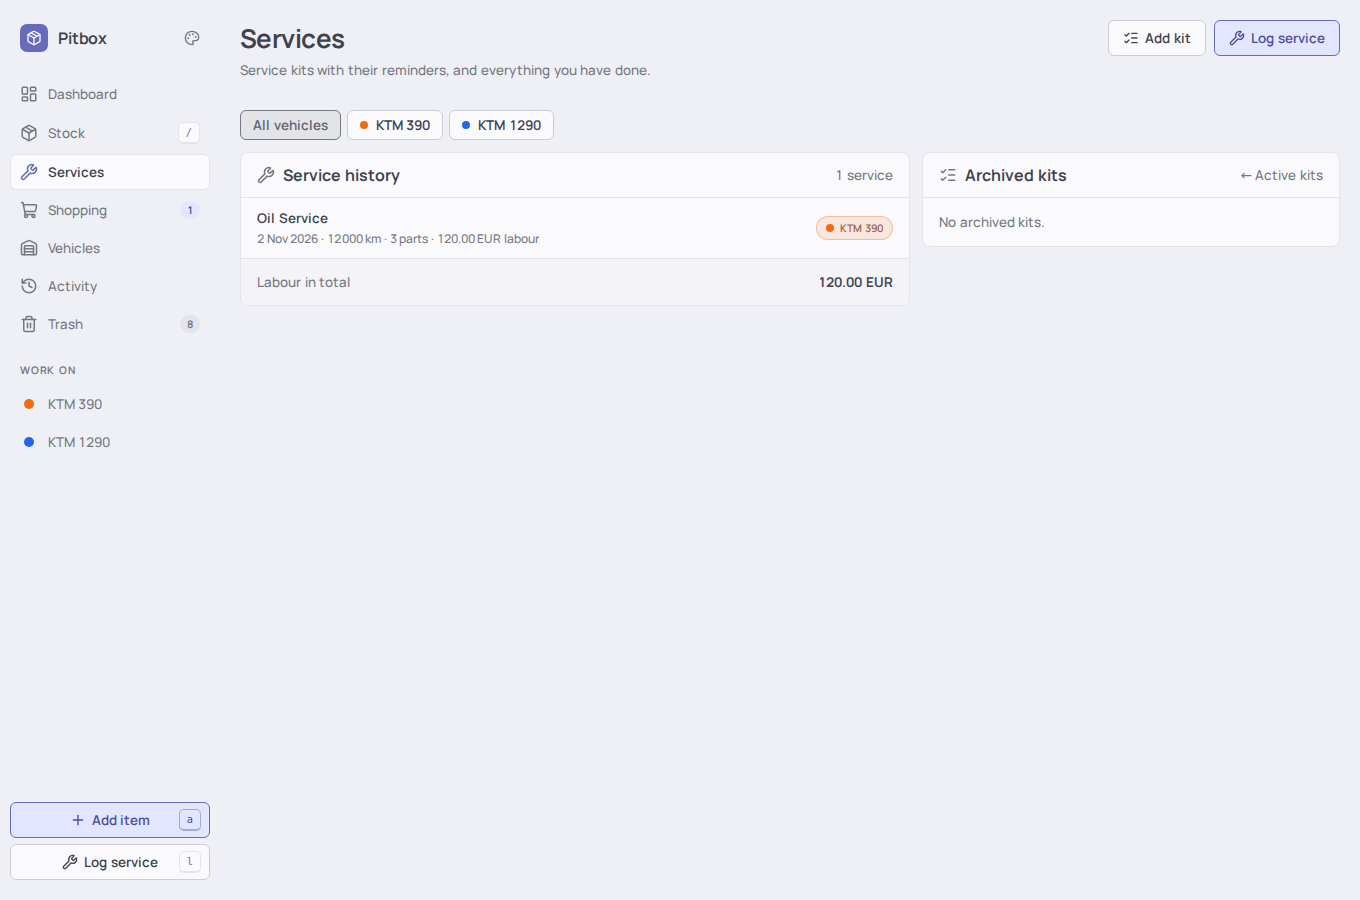 Pitbox
Dashboard
Stock /
Services
Shopping 1
Vehicles
Activity
Trash 8
WORK ON
KTM 390
KTM 1290
Add item a
Log service l
Services
Service kits with their reminders, and everything you have done.
Add kit
Log service
All vehicles
KTM 390
KTM 1290
Service history
1 service
Oil Service
2 Nov 2026 · 12 000 km · 3 parts · 120.00 EUR labour
KTM 390
Labour in total
120.00 EUR
Archived kits
← Active kits
No archived kits.